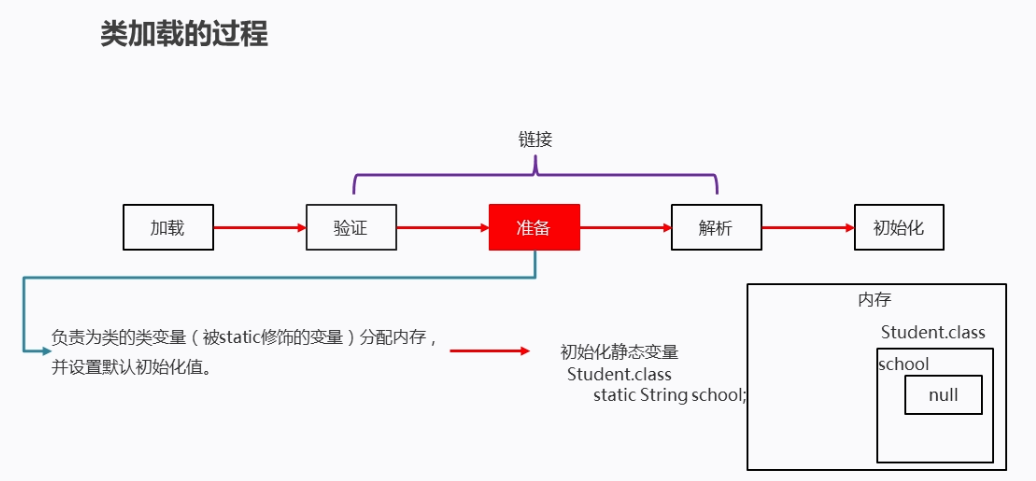 类加载的过程
链接
加载
验证
准备
解析
初始化
负责为类的类变量（被static修饰的变量）分配内存，
并设置默认初始化值。
初始化静态变量
Student.class
static String school;
内存
Student.class
school
null